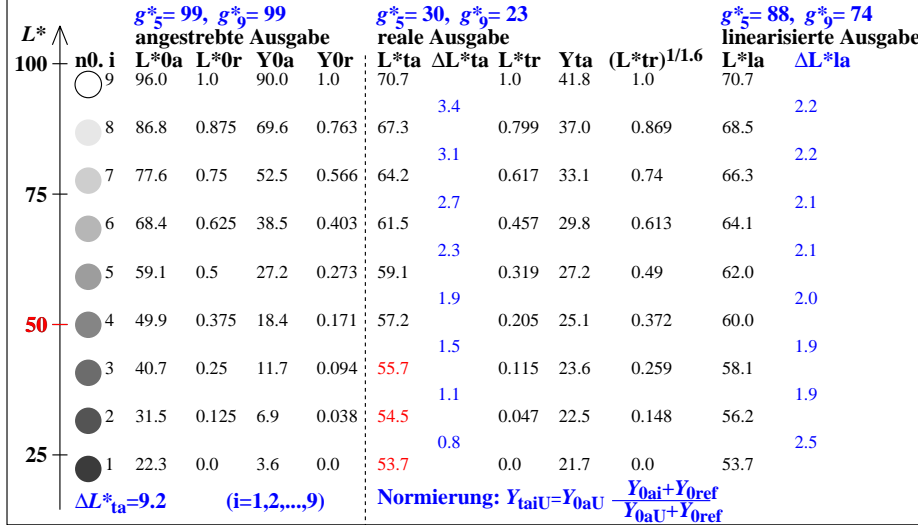 g*5= 99, g*9= 99 g*5= 30, g*9= 23 g*5= 88, g*9= 74
L* angestrebte Ausgabe reale Ausgabe linearisierte Ausgabe
n0. i L*0a L*0r Y0a Y0r L*ta ΔL*ta L*tr Yta (L*tr)1/1.6 L*la ΔL*la
100
9 96.0 1.0 90.0 1.0 70.7 1.0 41.8 1.0 70.7
3.4 2.2
8 86.8 0.875 69.6 0.763 67.3 0.799 37.0 0.869 68.5
3.1 2.2
7 77.6 0.75 52.5 0.566 64.2 0.617 33.1 0.74 66.3
75
2.7 2.1
6 68.4 0.625 38.5 0.403 61.5 0.457 29.8 0.613 64.1
2.3 2.1
5 59.1 0.5 27.2 0.273 59.1 0.319 27.2 0.49 62.0
1.9 2.0
50 4 49.9 0.375 18.4 0.171 57.2 0.205 25.1 0.372 60.0
1.5 1.9
3 40.7 0.25 11.7 0.094 55.7 0.115 23.6 0.259 58.1
1.1 1.9
2 31.5 0.125 6.9 0.038 54.5 0.047 22.5 0.148 56.2
0.8 2.5
25
1 22.3 0.0 3.6 0.0 53.7 0.0 21.7 0.0 53.7
ΔL*ta=9.2 (i=1,2,...,9) Normierung: YtaiU=Y0aU Y0ai+Y0ref
Y0aU+Y0ref